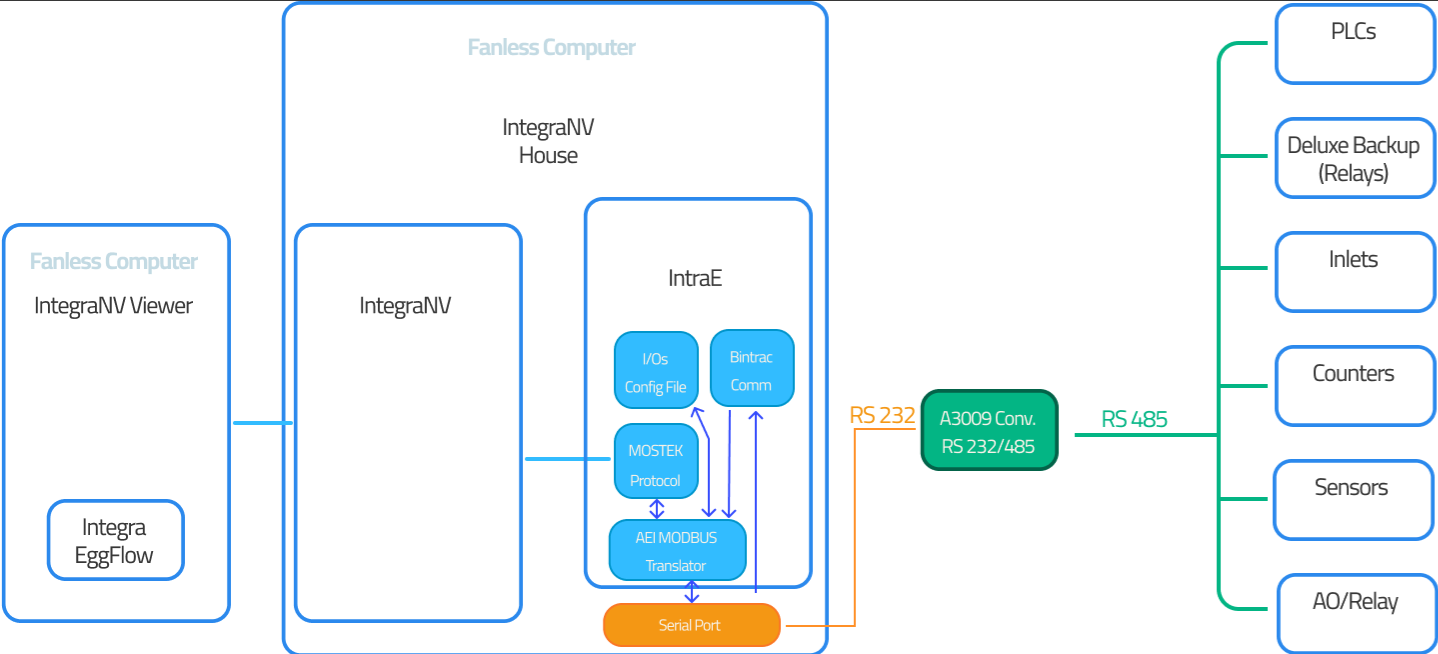 Fanless Computer
IntegraNV Viewer
Integra
EggFlow
Fanless Computer
IntegraNV
House
IntegraNV
IntraE
I/Os
Config File
Bintrac
Comm
MOSTEK
Protocol
AEI MODBUS
Translator
Serial Port
RS 232
A3009 Conv.
RS 232/485
RS 485
PLCs
Deluxe Backup
(Relays)
Inlets
Counters
Sensors
AO/Relay